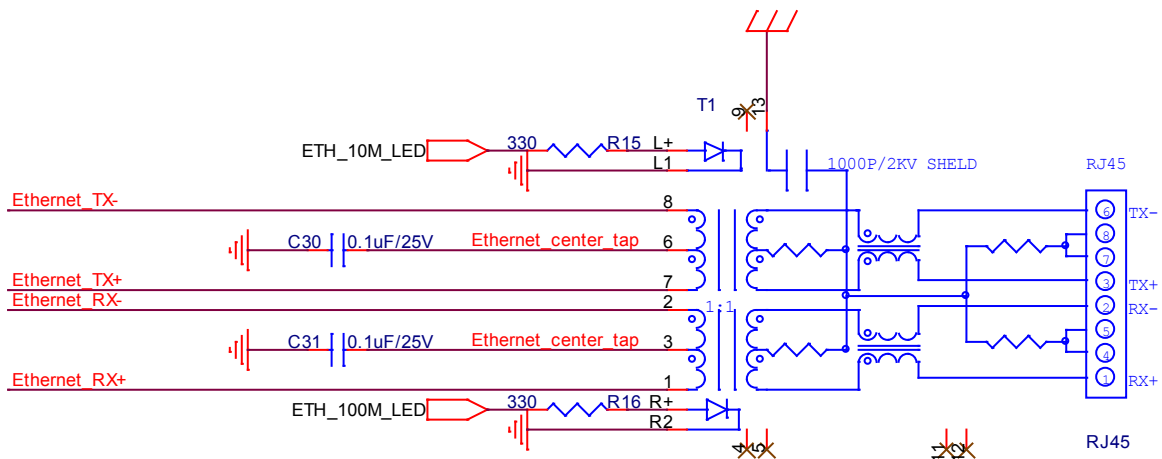 T1
9
13
ETH_10M_LED
330
R15
L+
L1
1000P/2KV SHELD
RJ45
Ethernet_TX-
8
6
TX-
C30
0.1uF/25V
Ethernet_center_tap
6
8
7
Ethernet_TX+
7
3
TX+
Ethernet_RX-
2
1:1
2
RX-
C31
0.1uF/25V
Ethernet_center_tap
3
5
4
Ethernet_RX+
1
1
RX+
ETH_100M_LED
330
R16
R+
R2
4
5
11
12
RJ45